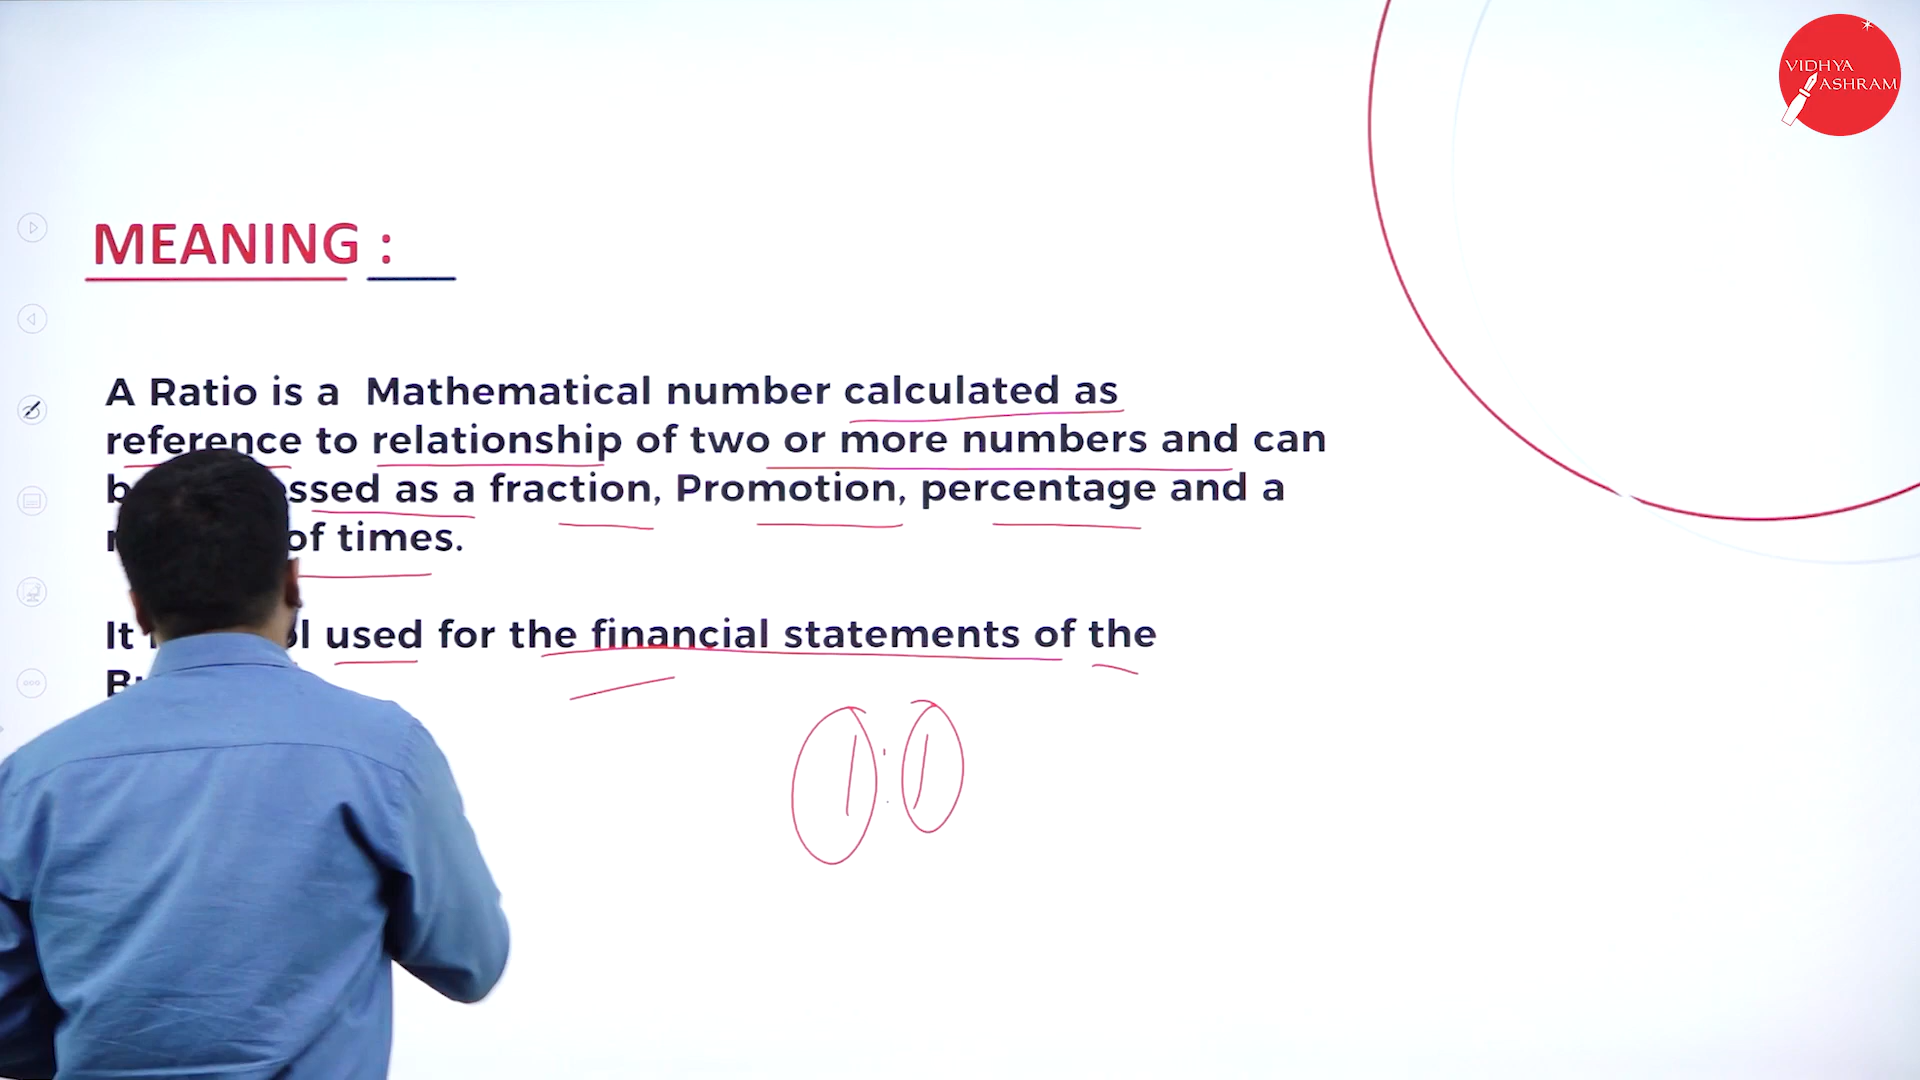 VIDHYA
ASHRAM
MEANING :
A Ratio is a Mathematical number calculated as
reference to relationship of two or more numbers and can
as a fraction, Promotion, percentage and a
of times.
It used for the financial statements of the
1:1